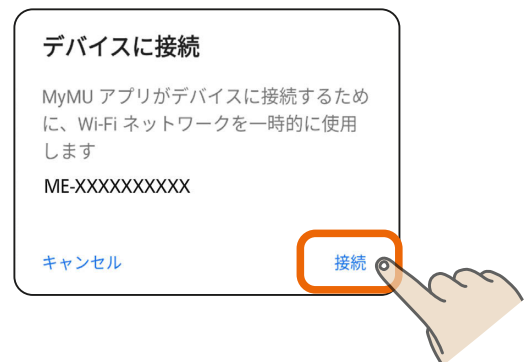 デバイスに接続
MyMU アプリがデバイスに接続するため
に、Wi-Fi ネットワークを一時的に使用
します
ME-XXXXXXXXXX
キャンセル 接続